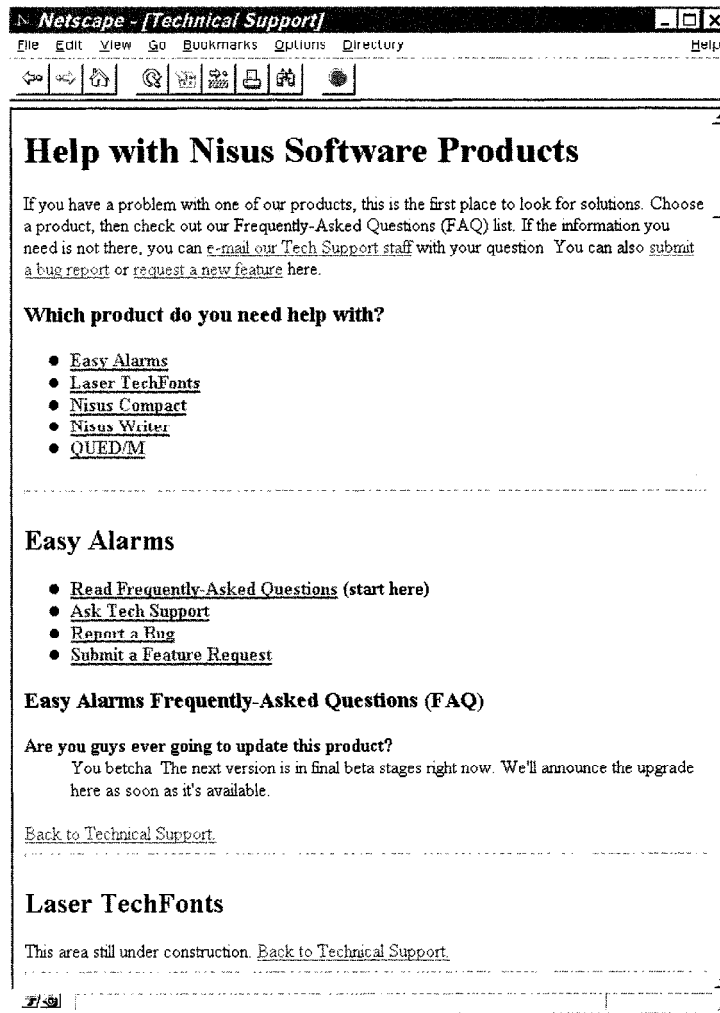 Netscape - [Technical Support]
File Edit View Go Bookmarks Options Directory Help
Help with Nisus Software Products
If you have a problem with one of our products, this is the first place to look for solutions. Choose
a product, then check out our Frequently-Asked Questions (FAQ) list. If the information you
need is not there, you can e-mail our Tech Support staff with your question You can also submit
a bug report or request a new feature here.
Which product do you need help with?
Easy Alarms
Laser TechFonts
Nisus Compact
Nisus Writer
QUED/M
Easy Alarms
Read Frequently-Asked Questions (start here)
Ask Tech Support
Report a Bug
Submit a Feature Request
Easy Alarms Frequently-Asked Questions (FAQ)
Are you guys ever going to update this product?
You betcha The next version is in final beta stages right now. We'll announce the upgrade
here as soon as it's available.
Back to Technical Support.
Laser TechFonts
This area still under construction. Back to Technical Support.